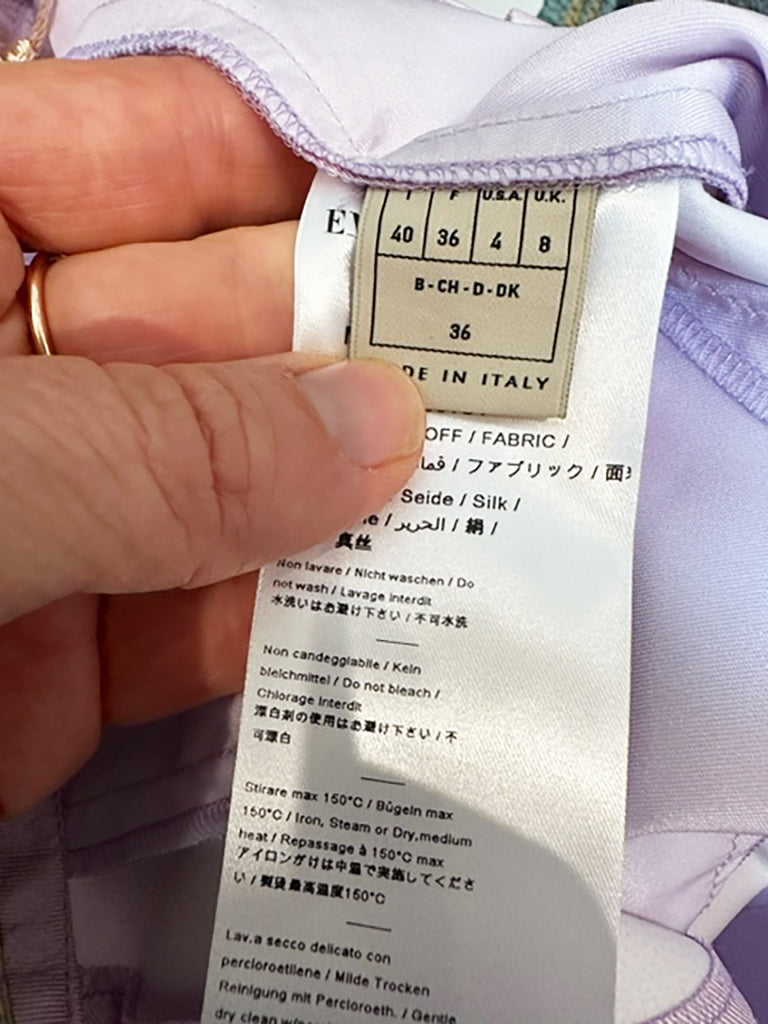 I F U.S.A. U.K.
40 36 4 8
B-CH-D-DK
36
DE IN ITALY
OFF / FABRIC /
/ ファブリック / 面
Seide / Silk /
/ الحرير / 絹 /
真丝
Non lavare / Nicht waschen / Do
not wash / Lavage interdit
水洗いはお避け下さい / 不可水洗
Non candeggiabile / Kein
bleichmittel / Do not bleach /
Chlorage interdit
漂白剤の使用はお避け下さい / 不
可漂白
Stirare max 150°C / Bügeln max
150°C / Iron, Steam or Dry,medium
heat / Repassage à 150°C max
アイロンがけは中温で実施してくださ
い / 熨烫最高温度150°C
Lav.a secco delicato con
percloroetilene / Milde Trocken
Reinigung mit Percloroeth. / Gentle
dry clean